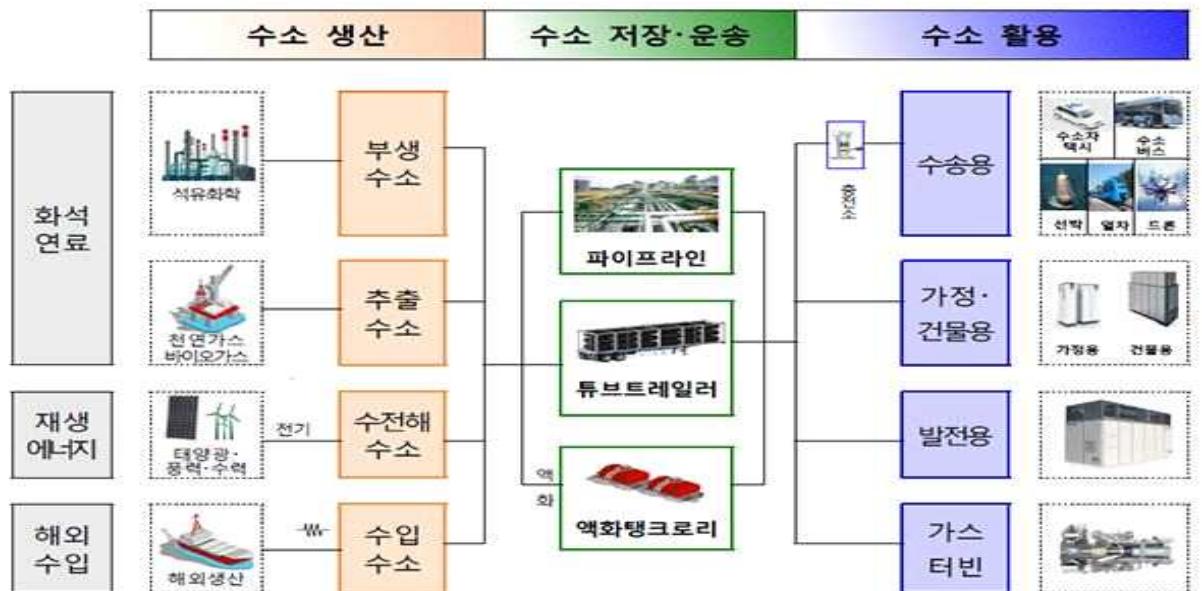 수소 생산
수소 저장·운송
수소 활용
화석
연료
석유화학
부생
수소
천연가스
바이오가스
추출
수소
재생
에너지
태양광·
풍력·수력
전기
수전해
수소
해외
수입
해외생산
수입
수소
파이프라인
튜브트레일러
액
화
액화탱크로리
충전소
수송용
수소차
택시
수소
버스
선박
열차
드론
가정·
건물용
가정용
건물용
발전용
가스
터빈